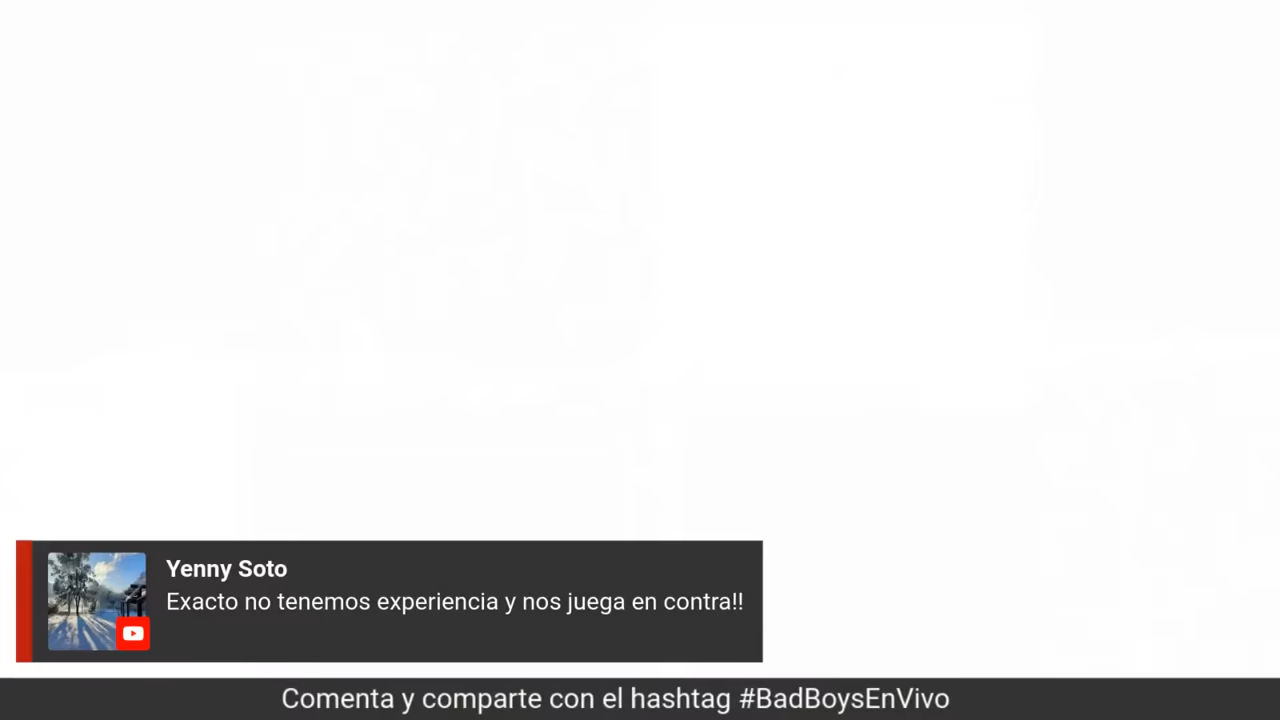 Yenny Soto
Exacto no tenemos experiencia y nos juega en contra!!
Comenta y comparte con el hashtag #BadBoysEnVivo